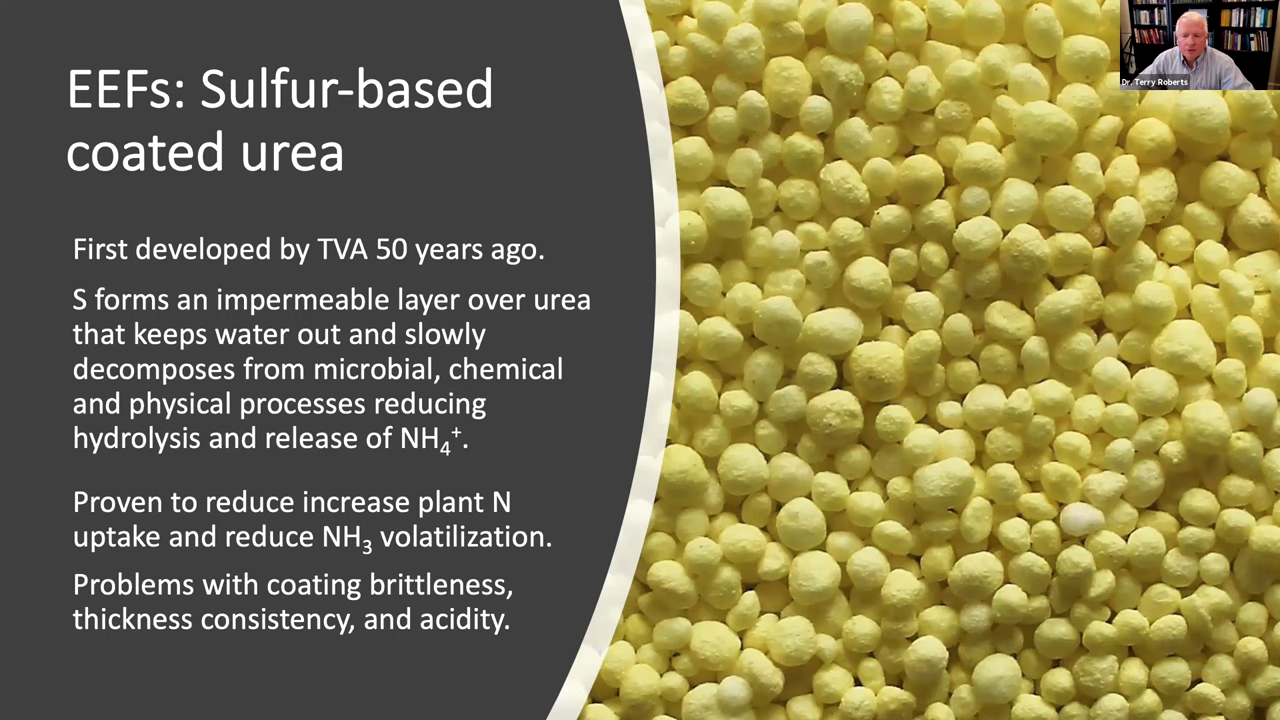 EEFs: Sulfur-based
coated urea
First developed by TVA 50 years ago.
S forms an impermeable layer over urea
that keeps water out and slowly
decomposes from microbial, chemical
and physical processes reducing
hydrolysis and release of NH₄⁺.
Proven to reduce increase plant N
uptake and reduce NH₃ volatilization.
Problems with coating brittleness,
thickness consistency, and acidity.
Dr. Terry Roberts